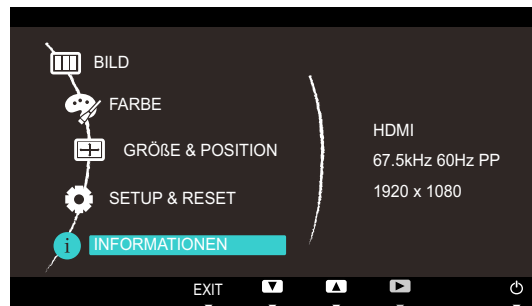 BILD
FARBE
GRÖßE & POSITION
SETUP & RESET
i INFORMATIONEN
HDMI
67.5kHz 60Hz PP
1920 x 1080
EXIT